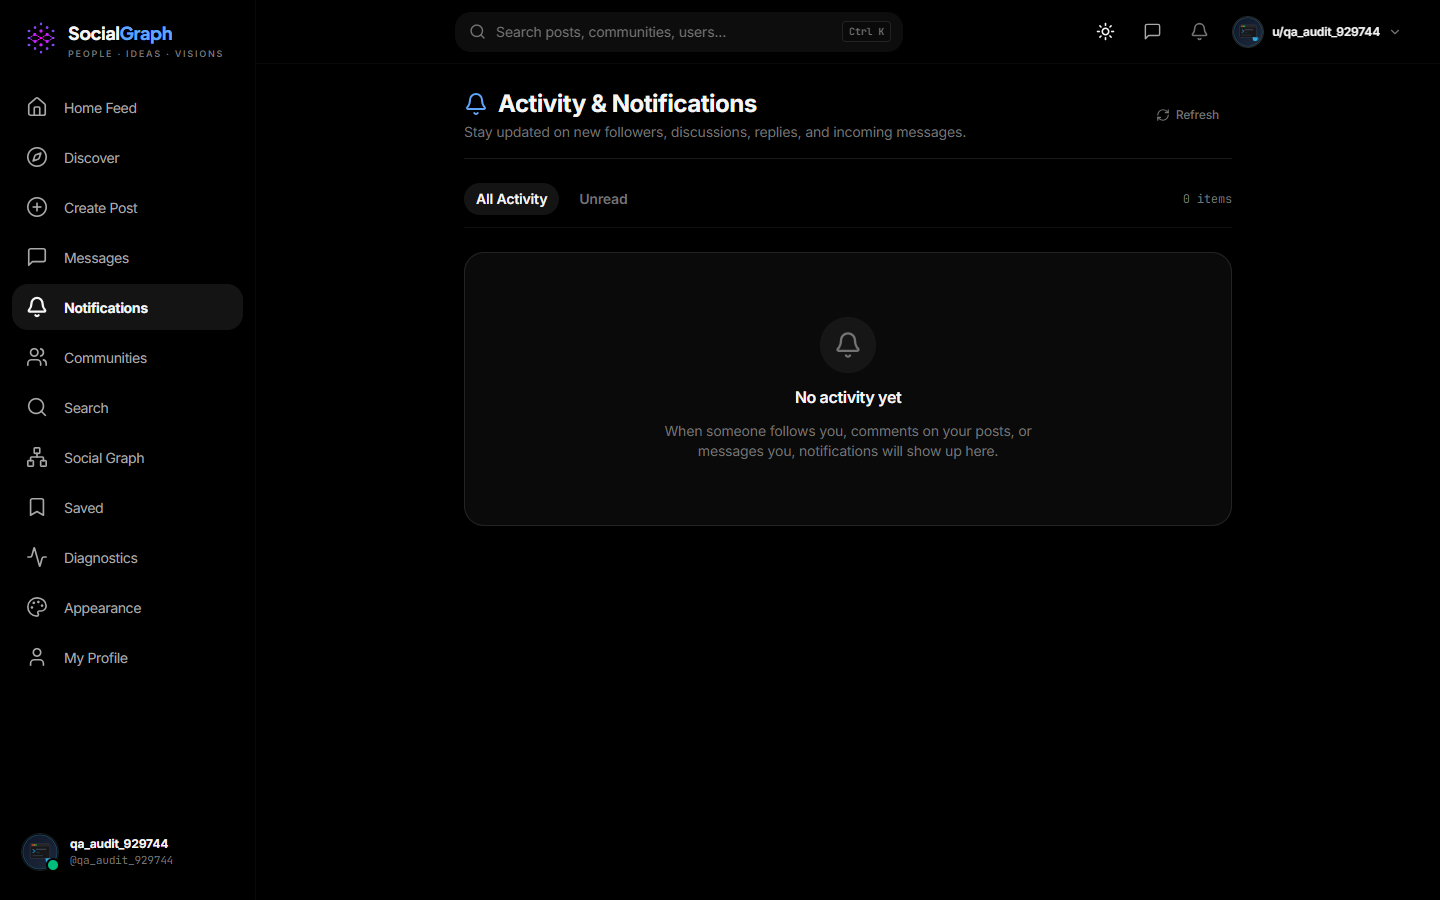 SocialGraph
PEOPLE · IDEAS · VISIONS
Search posts, communities, users...
Ctrl K
u/qa_audit_929744
Home Feed
Discover
Create Post
Messages
Notifications
Communities
Search
Social Graph
Saved
Diagnostics
Appearance
My Profile
qa_audit_929744
@qa_audit_929744
Activity & Notifications
Stay updated on new followers, discussions, replies, and incoming messages.
Refresh
All Activity
Unread
0 items
No activity yet
When someone follows you, comments on your posts, or
messages you, notifications will show up here.